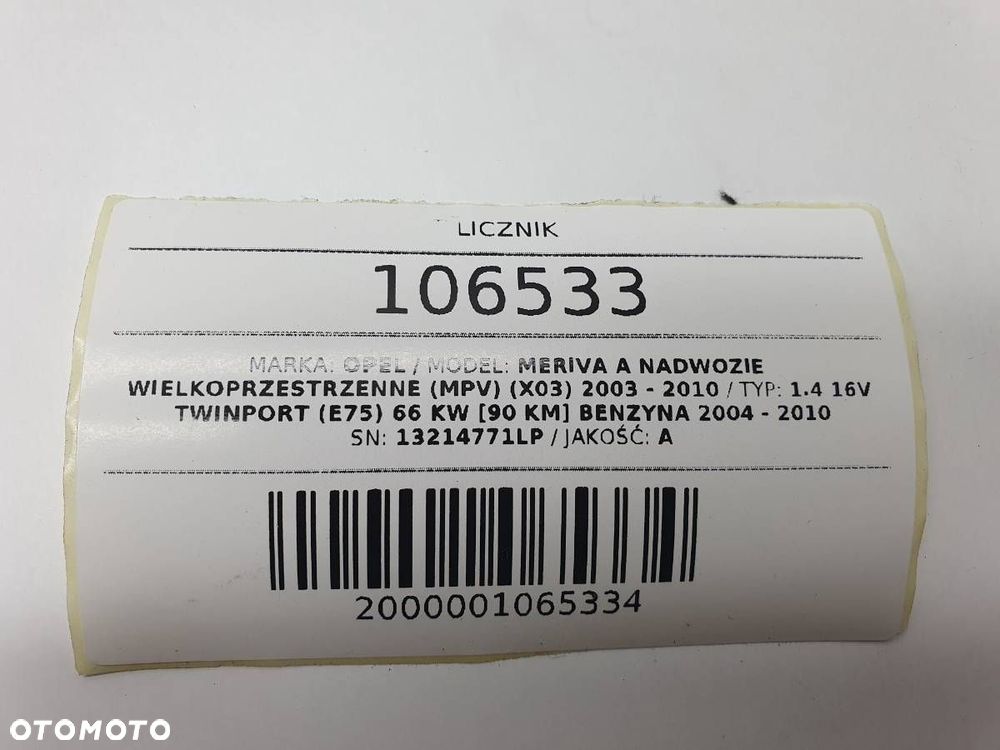 LICZNIK
106533
MARKA: OPEL / MODEL: MERIVA A NADWOZIE
WIELKOPRZESTRZENNE (MPV) (X03) 2003 - 2010 / TYP: 1.4 16V
TWINPORT (E75) 66 KW [90 KM] BENZYNA 2004 - 2010
SN: 13214771LP / JAKOŚĆ: A
2000001065334
OTOMOTO